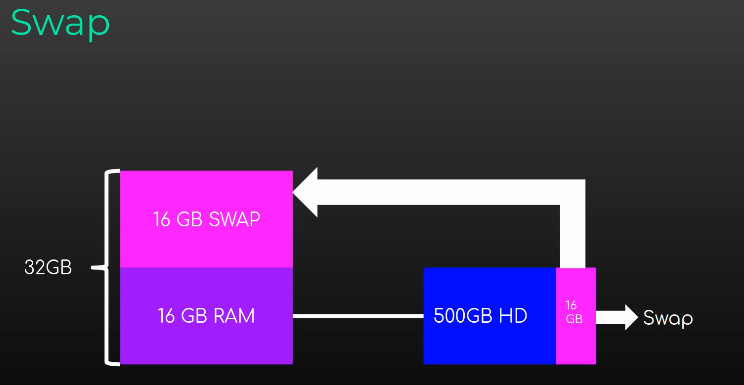 Swap
16 GB SWAP
32GB
16 GB RAM
500GB HD
16
GB
Swap